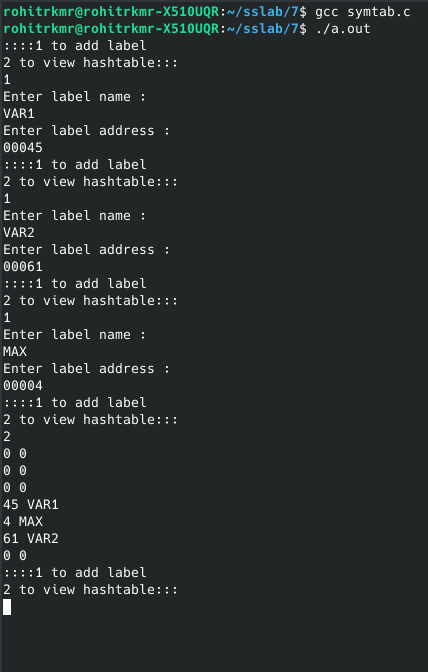 rohitrkmr@rohitrkmr-X510UQR:~/sslab/7$ gcc symtab.c
rohitrkmr@rohitrkmr-X510UQR:~/sslab/7$ ./a.out
::::1 to add label
2 to view hashtable:::
1
Enter label name :
VAR1
Enter label address :
00045
::::1 to add label
2 to view hashtable:::
1
Enter label name :
VAR2
Enter label address :
00061
::::1 to add label
2 to view hashtable:::
1
Enter label name :
MAX
Enter label address :
00004
::::1 to add label
2 to view hashtable:::
2
0 0
0 0
0 0
45 VAR1
4 MAX
61 VAR2
0 0
::::1 to add label
2 to view hashtable:::